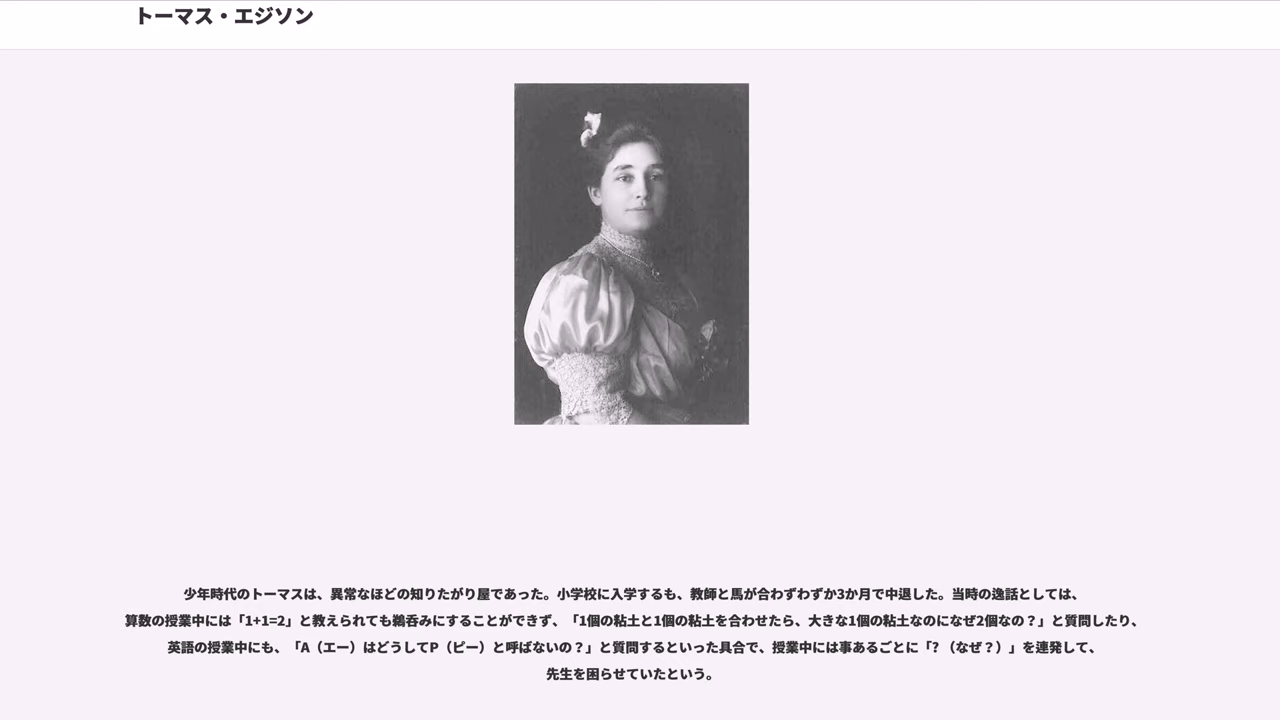 トーマス・エジソン
少年時代のトーマスは、異常なほどの知りたがり屋であった。小学校に入学するも、教師と馬が合わずわずか3か月で中退した。当時の逸話としては、
算数の授業中には「1+1=2」と教えられても鵜呑みにすることができず、「1個の粘土と1個の粘土を合わせたら、大きな1個の粘土なのになぜ2個なの？」と質問したり、
英語の授業中にも、「A（エー）はどうしてP（ピー）と呼ばないの？」と質問するといった具合で、授業中には事あるごとに「？（なぜ？）」を連発して、
先生を困らせていたという。